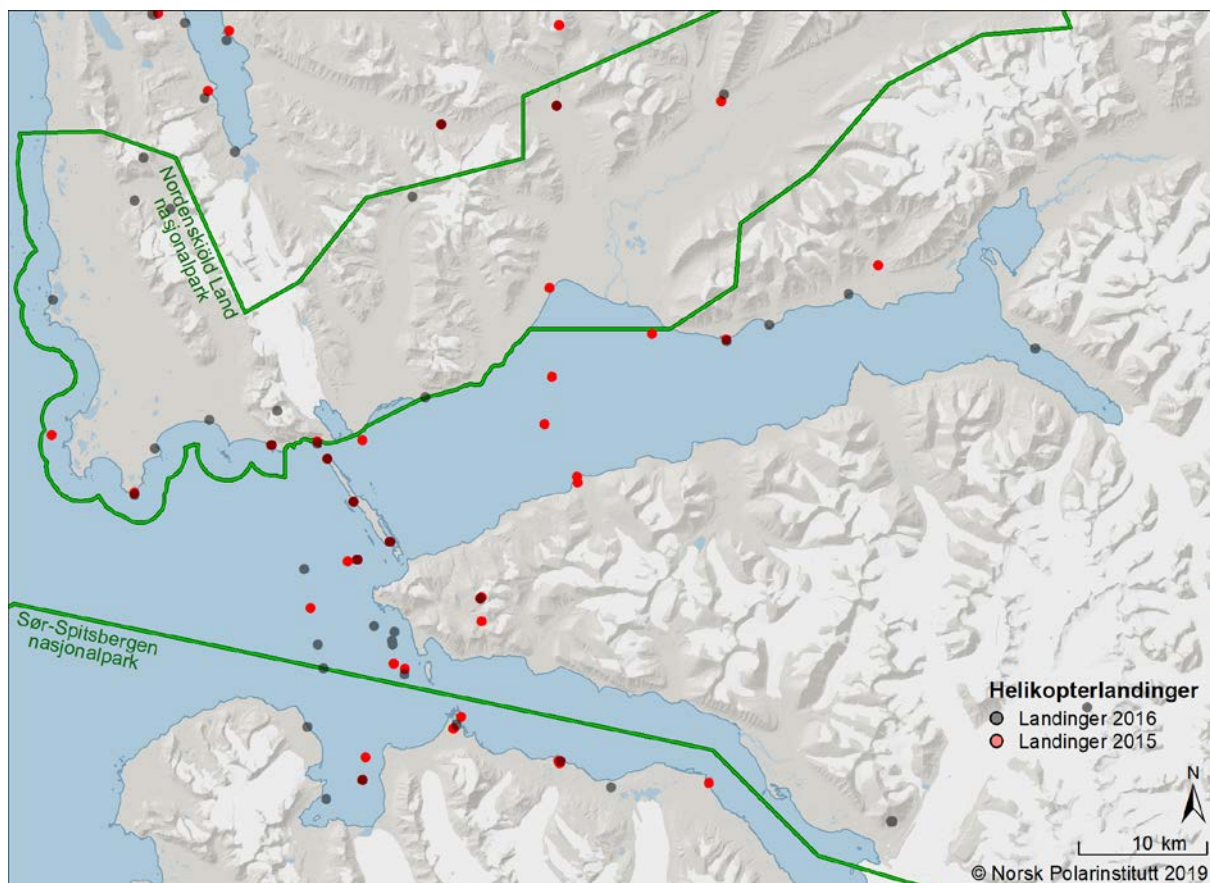 Nordenskiöld Land
nasjonalpark
Sør-Spitsbergen
nasjonalpark
Helikopterlandinger
Landinger 2016
Landinger 2015
N
10 km
© Norsk Polarinstitutt 2019